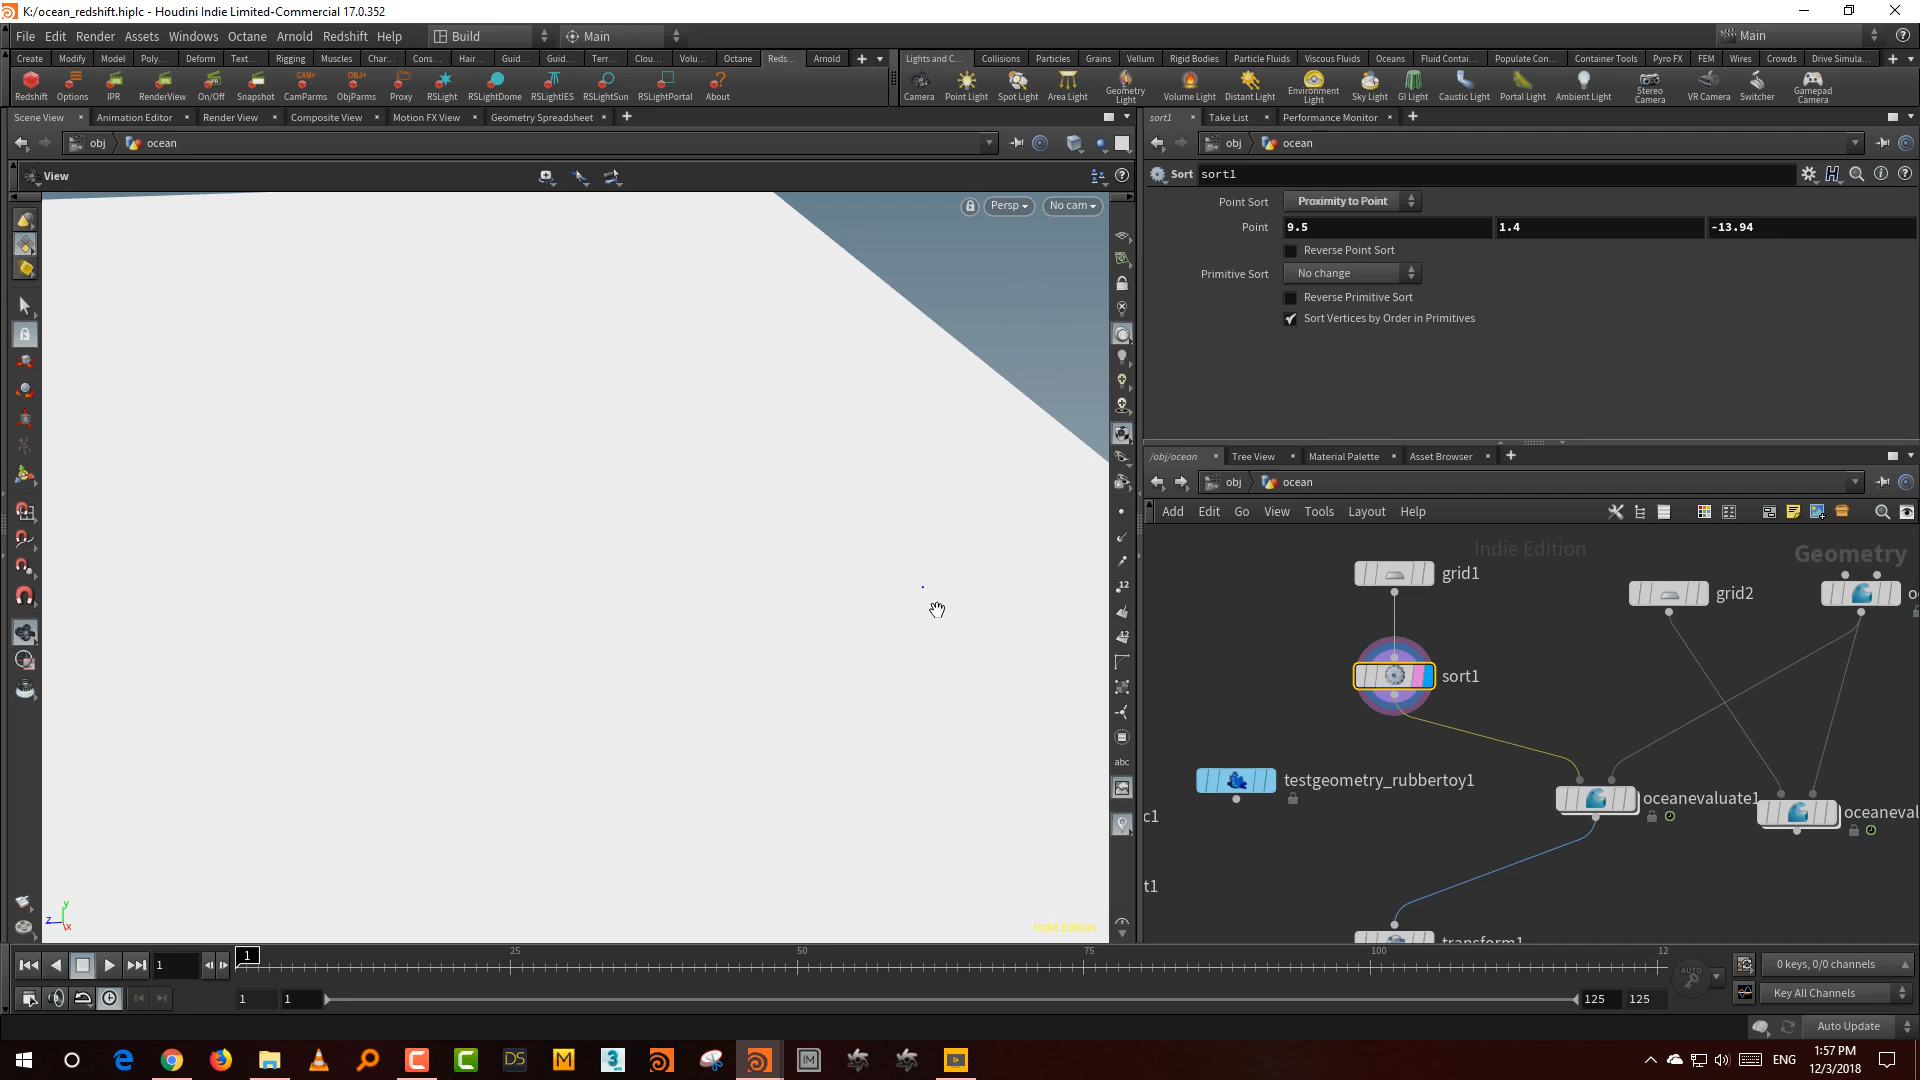 K:/ocean_redshift.hiplc - Houdini Indie Limited-Commercial 17.0.352
File Edit Render Assets Windows Octane Arnold Redshift Help Build Main Main
Create Modify Model Poly... Deform Text... Rigging Muscles Char... Cons... Hair... Guid... Guid... Terr... Clou... Volu... Octane Reds... Arnold
Lights and C... Collisions Particles Grains Vellum Rigid Bodies Particle Fluids Viscous Fluids Oceans Fluid Contai... Populate Con... Container Tools Pyro FX FEM Wires Crowds Drive Simula...
Redshift Options IPR RenderView On/Off Snapshot CamParms ObjParms Proxy RSLight RSLightDome RSLightIES RSLightSun RSLightPortal About
Camera Point Light Spot Light Area Light Geometry Light Volume Light Distant Light Environment Light Sky Light GI Light Caustic Light Portal Light Ambient Light Stereo Camera VR Camera Switcher Gamepad Camera
Scene View Animation Editor Render View Composite View Motion FX View Geometry Spreadsheet
sort1 Take List Performance Monitor
obj ocean
obj ocean
View
Sort sort1
Persp No cam
Point Sort Proximity to Point
Point 9.5 1.4 -13.94
Reverse Point Sort
Primitive Sort No change
Reverse Primitive Sort
Sort Vertices by Order in Primitives
/obj/ocean Tree View Material Palette Asset Browser
obj ocean
Add Edit Go View Tools Layout Help
Indie Edition
Geometry
grid1
grid2
o
sort1
testgeometry_rubbertoy1
oceanevaluate1
oceaneval
c1
t1
transform1
12
12
abc
y
z
x
Indie Edition
1
1
25
50
75
100
12
0 keys, 0/0 channels
AUTO
1 1 125 125
Key All Channels
Auto Update
DS
M
IM
ENG
1:57 PM
12/3/2018